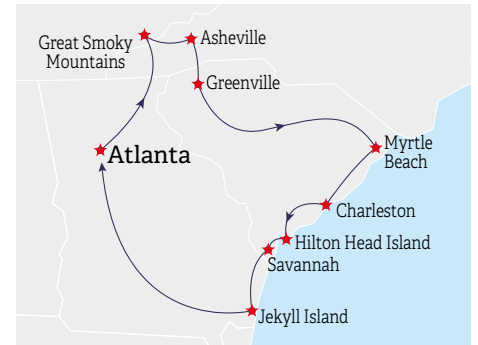 Great Smoky
Mountains
Asheville
Greenville
Atlanta
Myrtle
Beach
Charleston
Hilton Head Island
Savannah
Jekyll Island